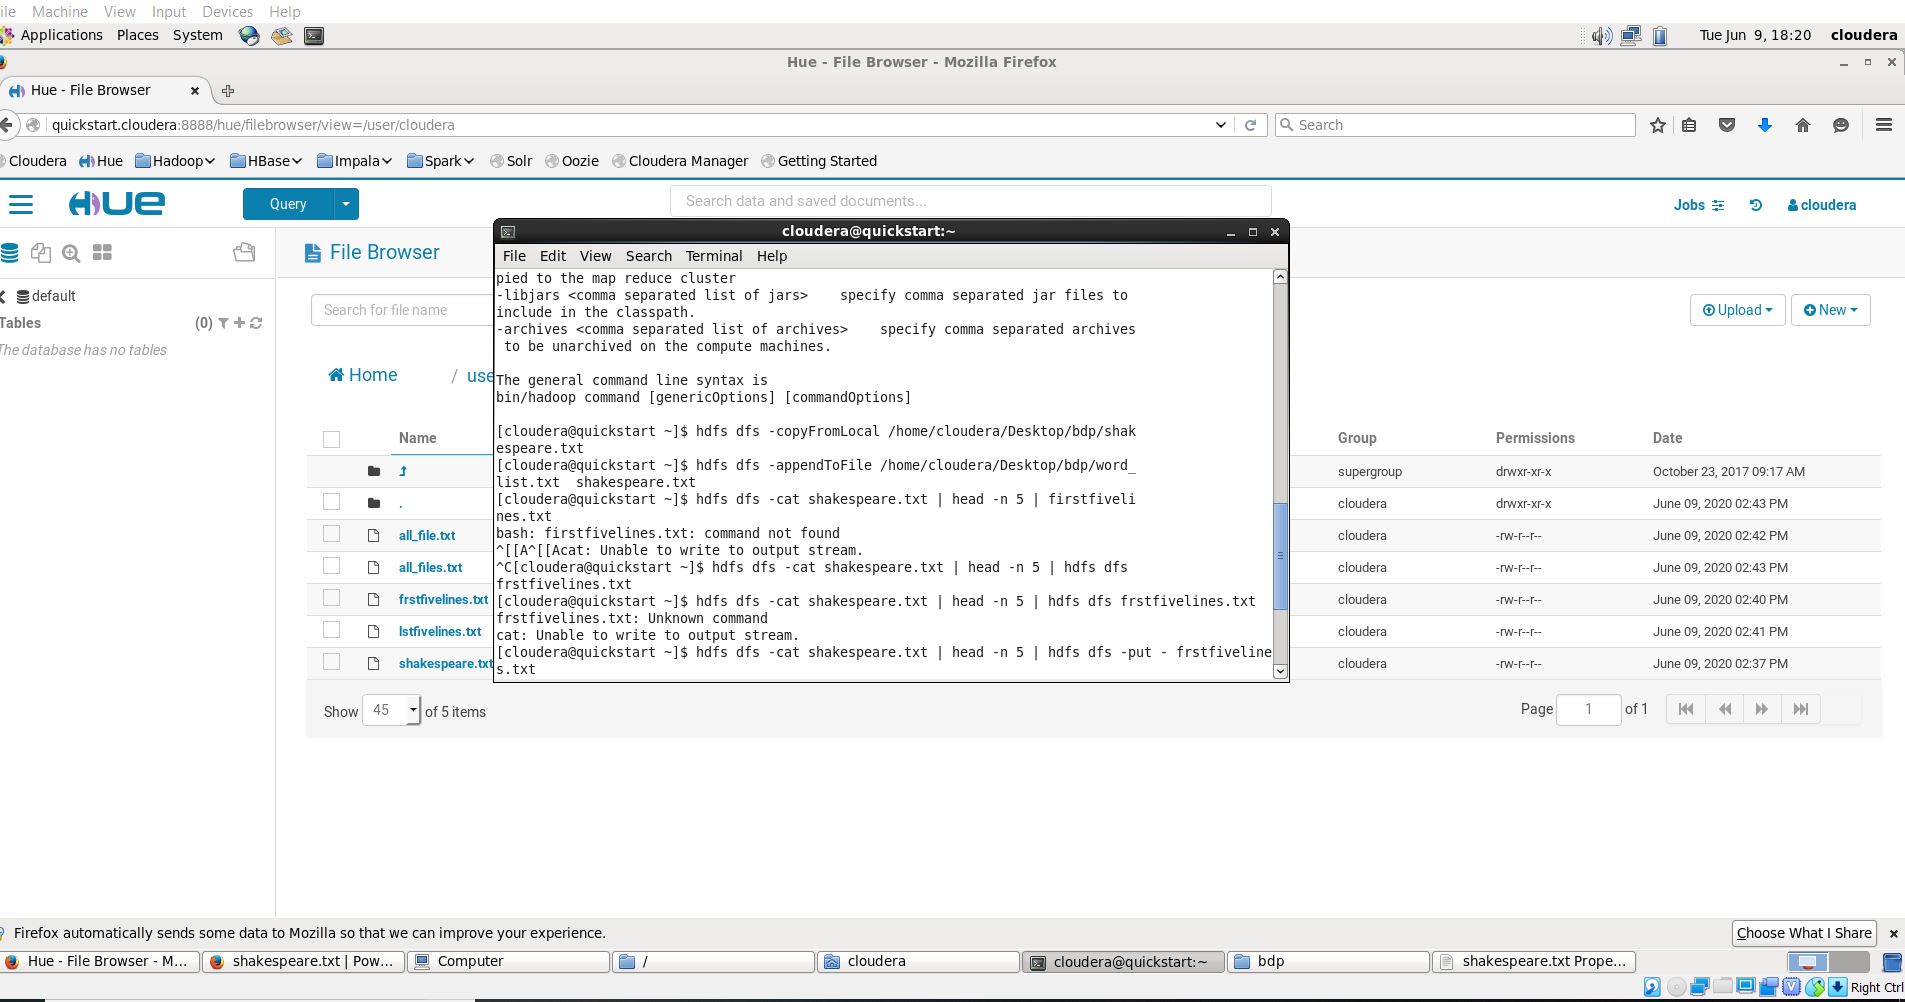 ile Machine View Input Devices Help
Applications Places System Tue Jun 9, 18:20 cloudera
Hue - File Browser - Mozilla Firefox
Hue - File Browser
quickstart.cloudera:8888/hue/filebrowser/view=/user/cloudera Search
Cloudera Hue Hadoop HBase Impala Spark Solr Oozie Cloudera Manager Getting Started
HUE Query Search data and saved documents... Jobs cloudera
File Browser
default
Tables (0)
The database has no tables
Search for file name Upload New
Home / use
Name Group Permissions Date
supergroup drwxr-xr-x October 23, 2017 09:17 AM
. cloudera drwxr-xr-x June 09, 2020 02:43 PM
all_file.txt cloudera -rw-r--r-- June 09, 2020 02:42 PM
all_files.txt cloudera -rw-r--r-- June 09, 2020 02:43 PM
frstfivelines.txt cloudera -rw-r--r-- June 09, 2020 02:40 PM
lstfivelines.txt cloudera -rw-r--r-- June 09, 2020 02:41 PM
shakespeare.txt cloudera -rw-r--r-- June 09, 2020 02:37 PM
Show 45 of 5 items Page 1 of 1
cloudera@quickstart:~
File Edit View Search Terminal Help
pied to the map reduce cluster
-libjars <comma separated list of jars>    specify comma separated jar files to
include in the classpath.
-archives <comma separated list of archives>    specify comma separated archives
 to be unarchived on the compute machines.
The general command line syntax is
bin/hadoop command [genericOptions] [commandOptions]
[cloudera@quickstart ~]$ hdfs dfs -copyFromLocal /home/cloudera/Desktop/bdp/shak
espeare.txt
[cloudera@quickstart ~]$ hdfs dfs -appendToFile /home/cloudera/Desktop/bdp/word_
list.txt  shakespeare.txt
[cloudera@quickstart ~]$ hdfs dfs -cat shakespeare.txt | head -n 5 | firstfiveli
nes.txt
bash: firstfivelines.txt: command not found
^[[A^[[Acat: Unable to write to output stream.
^C[cloudera@quickstart ~]$ hdfs dfs -cat shakespeare.txt | head -n 5 | hdfs dfs
frstfivelines.txt
[cloudera@quickstart ~]$ hdfs dfs -cat shakespeare.txt | head -n 5 | hdfs dfs frstfivelines.txt
frstfivelines.txt: Unknown command
cat: Unable to write to output stream.
[cloudera@quickstart ~]$ hdfs dfs -cat shakespeare.txt | head -n 5 | hdfs dfs -put - frstfiveline
s.txt
Firefox automatically sends some data to Mozilla so that we can improve your experience. Choose What I Share
Hue - File Browser - M... shakespeare.txt | Pow... Computer / cloudera cloudera@quickstart:~ bdp shakespeare.txt Prope...
Right Ctrl